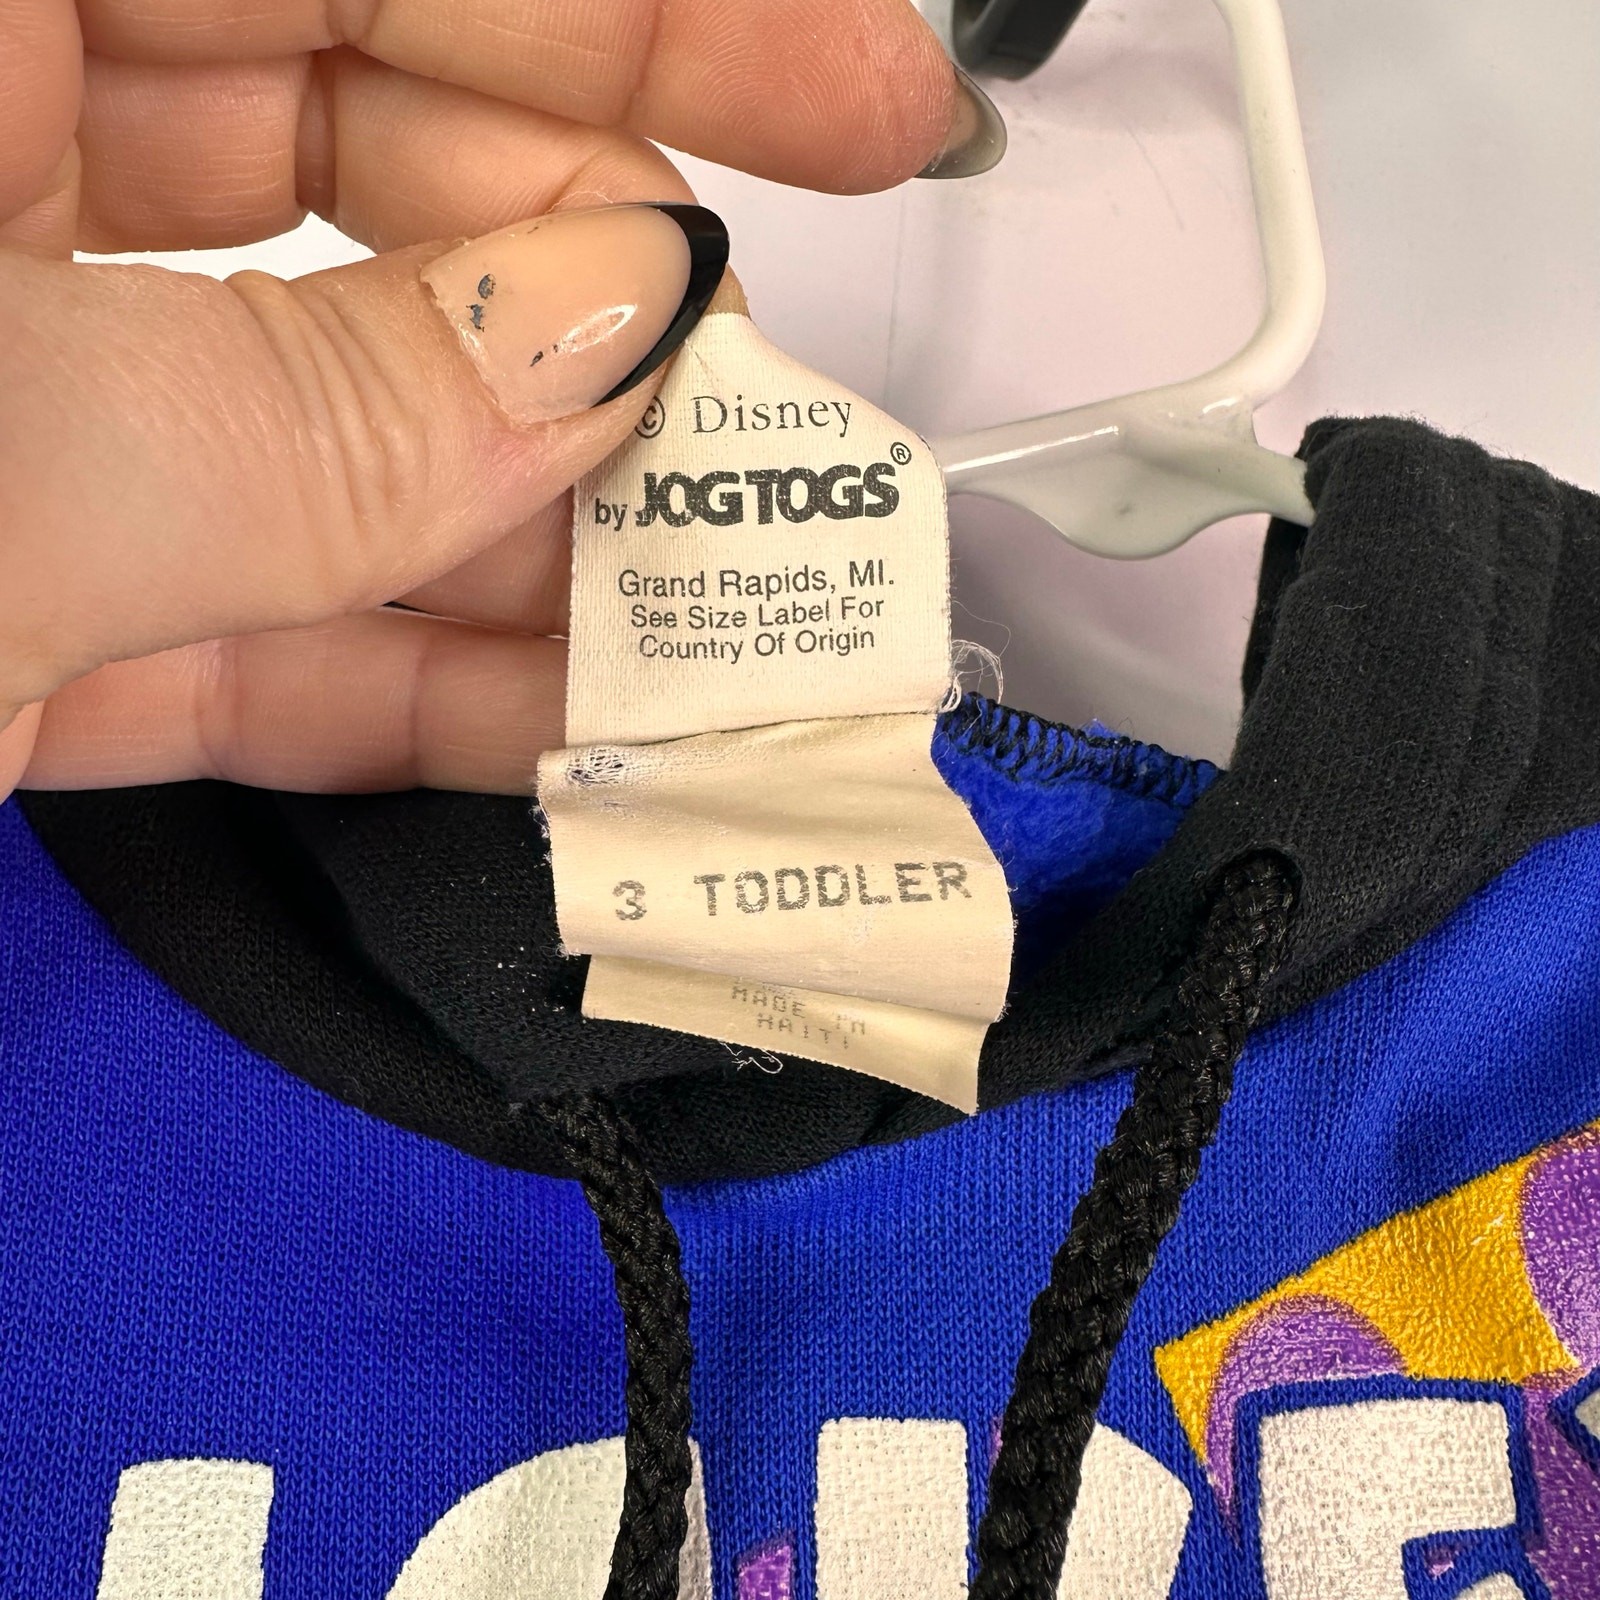 © Disney
by JOG TOGS®
Grand Rapids, MI.
See Size Label For
Country Of Origin
3 TODDLER
MADE IN
HAITI